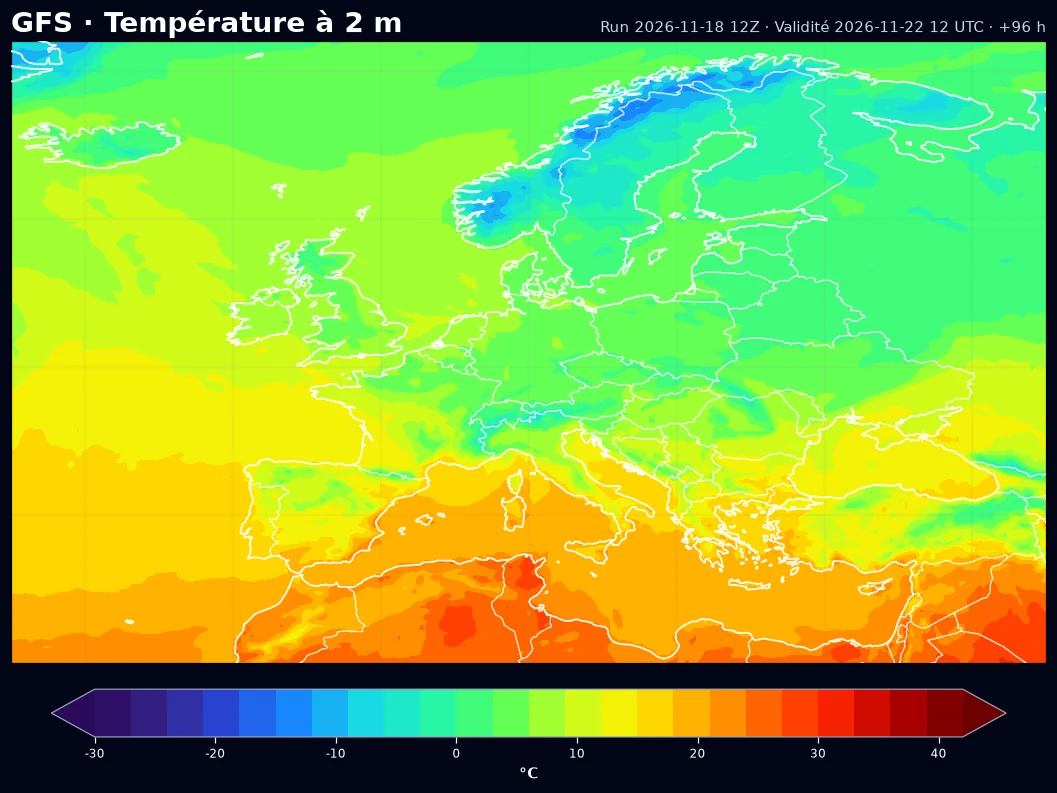 GFS · Température à 2 m
Run 2026-11-18 12Z · Validité 2026-11-22 12 UTC · +96 h
-30 -20 -10 0 10 20 30 40
°C